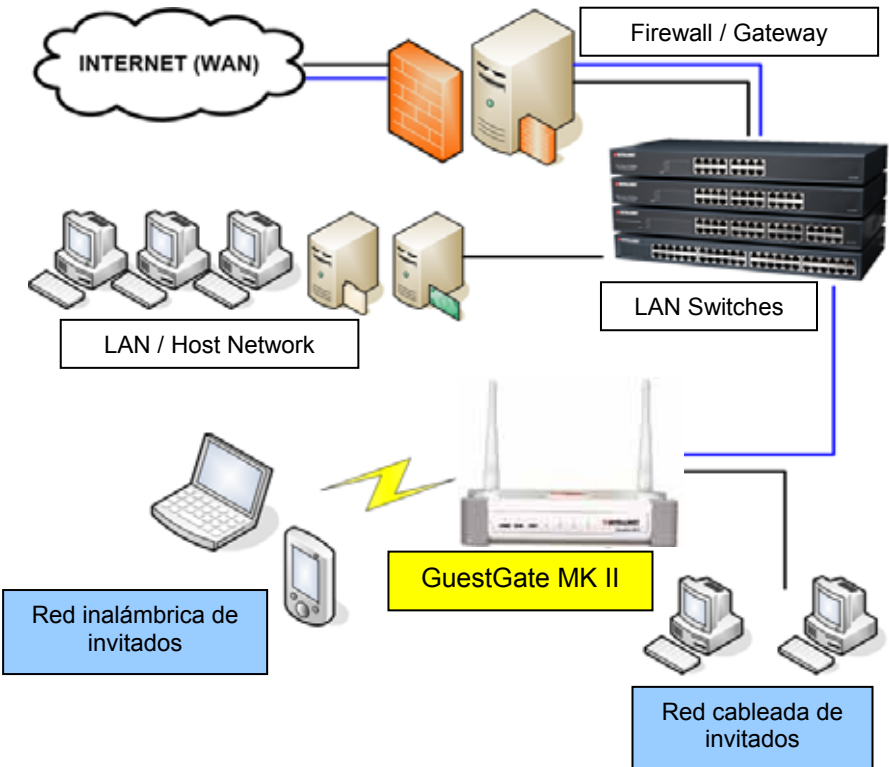 Firewall / Gateway
INTERNET (WAN)
LAN Switches
LAN / Host Network
GuestGate MK II
Red inalámbrica de
invitados
Red cableada de
invitados